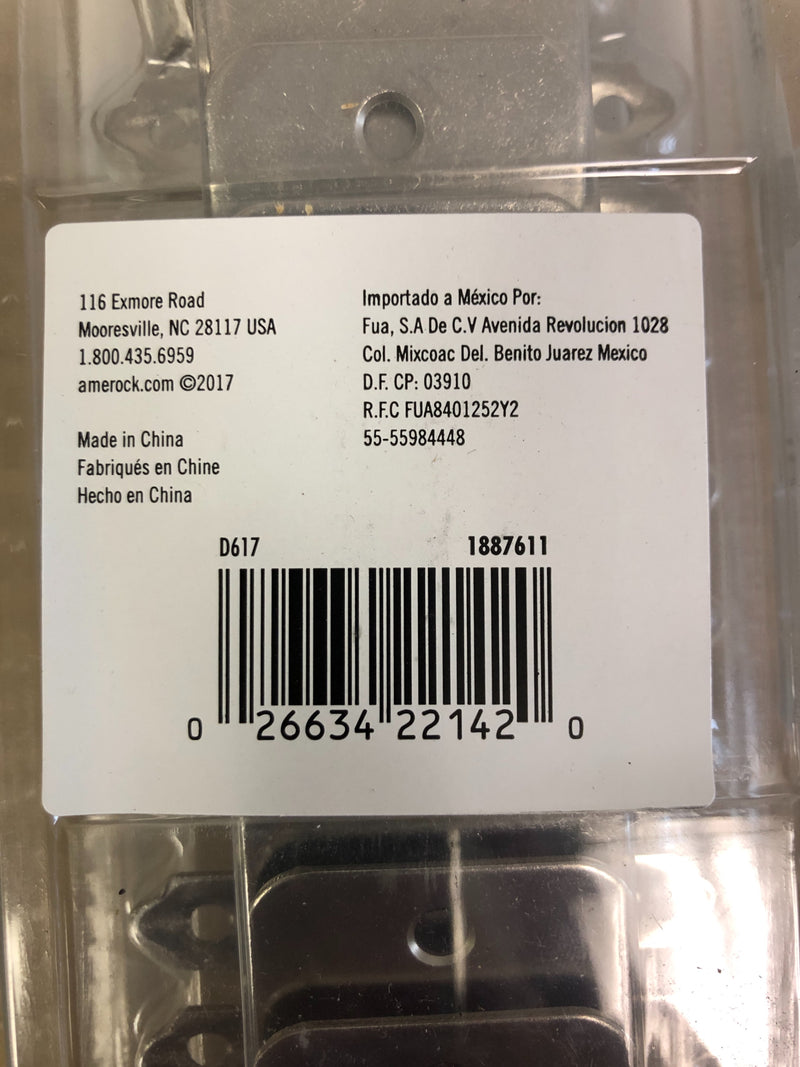 116 Exmore Road
Mooresville, NC 28117 USA
1.800.435.6959
amerock.com ©2017
Made in China
Fabriqués en Chine
Hecho en China
Importado a México Por:
Fua, S.A De C.V Avenida Revolucion 1028
Col. Mixcoac Del. Benito Juarez Mexico
D.F. CP: 03910
R.F.C FUA8401252Y2
55-55984448
D617 1887611
0 26634 22142 0